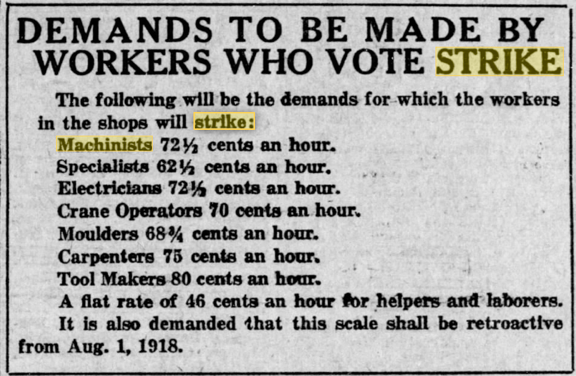 DEMANDS TO BE MADE BY
WORKERS WHO VOTE STRIKE
The following will be the demands for which the workers
in the shops will strike:
Machinists 72½ cents an hour.
Specialists 62½ cents an hour.
Electricians 72½ cents an hour.
Crane Operators 70 cents an hour.
Moulders 68¾ cents an hour.
Carpenters 75 cents an hour.
Tool Makers 80 cents an hour.
A flat rate of 46 cents an hour for helpers and laborers.
It is also demanded that this scale shall be retroactive
from Aug. 1, 1918.